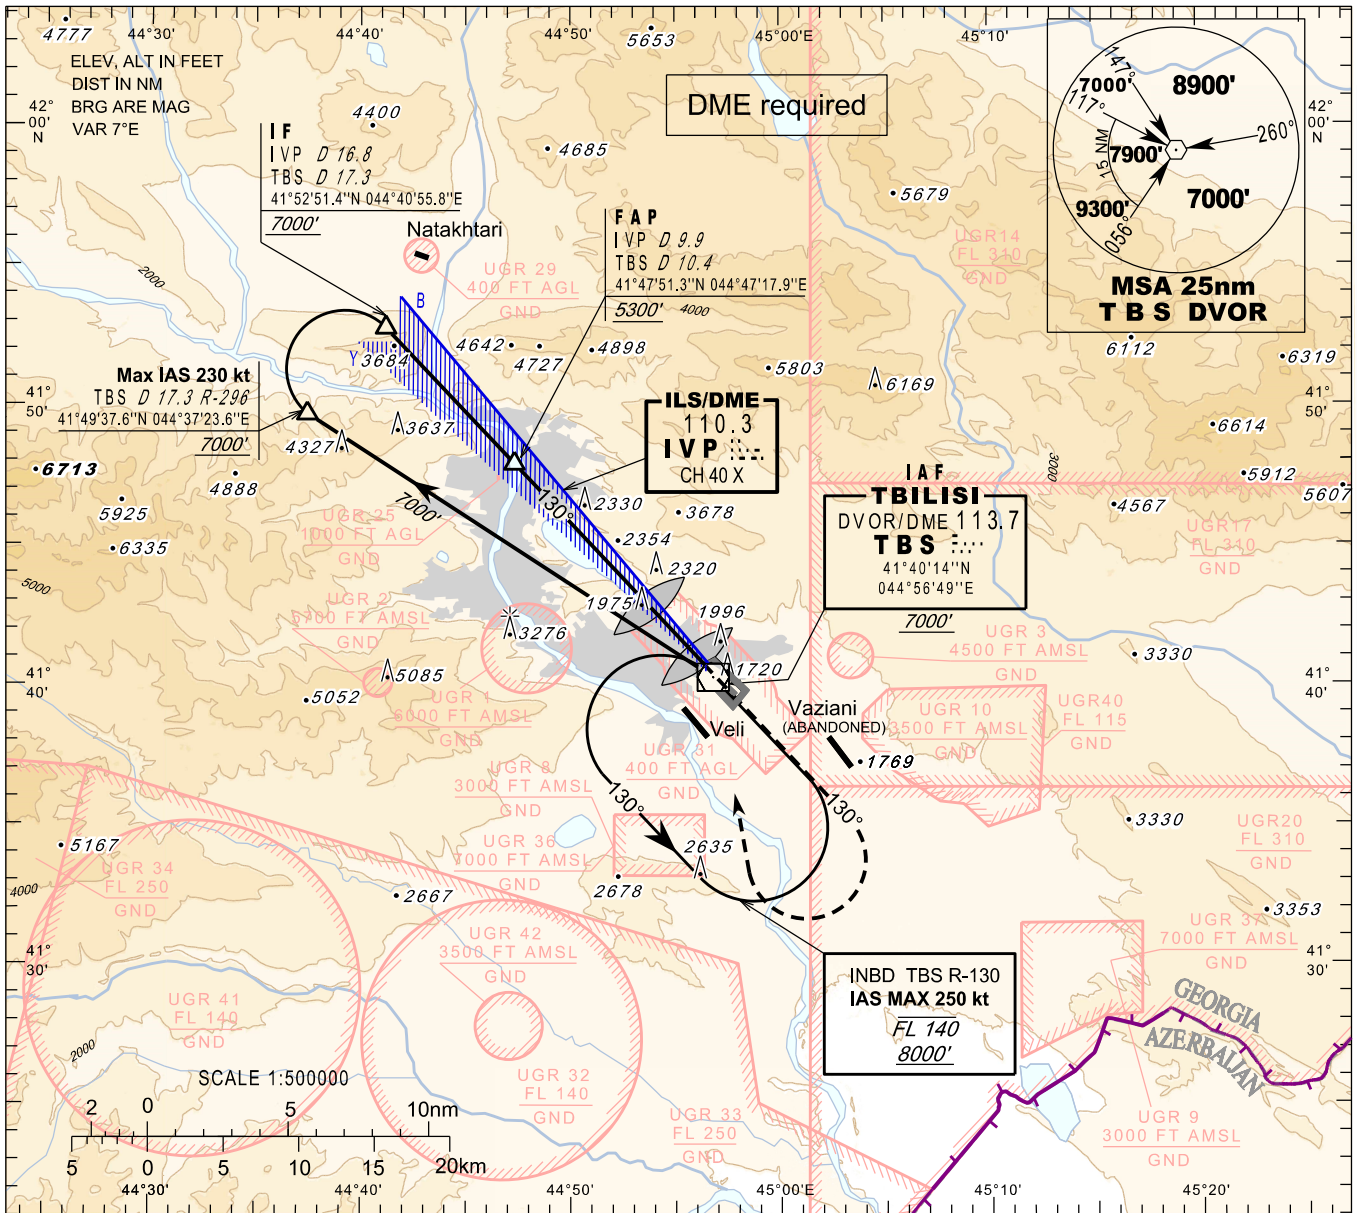 4777
44°30'
44°40'
44°50'
5653
45°00'E
45°10'
ELEV, ALT IN FEET
DIST IN NM
BRG ARE MAG
VAR 7°E
42°
00'
N
4400
DME required
147°
7000'
8900'
117°
260°
15 NM
7900'
7000'
9300'
056°
MSA 25nm
TBS DVOR
42°
00'
N
IF
IVP D 16.8
TBS D 17.3
41°52'51.4"N 044°40'55.8"E
7000'
4685
5679
Natakhtari
FAP
IVP D 9.9
TBS D 10.4
41°47'51.3"N 044°47'17.9"E
5300'
4000
UGR14
FL 310
GND
2000
UGR 29
400 FT AGL
GND
B
Y
3684
4642
4727
4898
5803
6169
6112
6319
Max IAS 230 kt
TBS D 17.3 R-296
41°49'37.6"N 044°37'23.6"E
7000'
41°
50'
41°
50'
ILS/DME
110.3
IVP
CH 40 X
3637
4327
6614
6713
4888
5925
6335
7000'
130°
2330
3678
IAF
TBILISI
DVOR/DME 113.7
TBS
41°40'14"N
044°56'49"E
7000'
3000
5912
5607
4567
UGR17
FL 310
GND
UGR 25
1000 FT AGL
GND
2354
2320
5000
UGR 2
5700 FT AMSL
GND
1975
1996
3276
1720
UGR 3
4500 FT AMSL
GND
3330
5085
5052
41°
40'
41°
40'
UGR 1
6000 FT AMSL
GND
Veli
Vaziani
(ABANDONED)
UGR 10
3500 FT AMSL
GND
UGR40
FL 115
GND
UGR 31
400 FT AGL
GND
1769
UGR 8
3000 FT AMSL
GND
130°
130°
3330
UGR20
FL 310
GND
5167
UGR 36
7000 FT AMSL
GND
2635
2678
UGR 34
FL 250
GND
4000
2667
3353
UGR 37
7000 FT AMSL
GND
UGR 42
3500 FT AMSL
GND
41°
30'
41°
30'
INBD TBS R-130
IAS MAX 250 kt
FL 140
8000'
UGR 41
FL 140
GND
GEORGIA
AZERBAIJAN
2000
SCALE 1:500000
UGR 32
FL 140
GND
UGR 33
FL 250
GND
UGR 9
3000 FT AMSL
GND
2 0 5 10nm
5 0 5 10 15 20km
44°30'
44°40'
44°50'
45°00'E
45°10'
45°20'